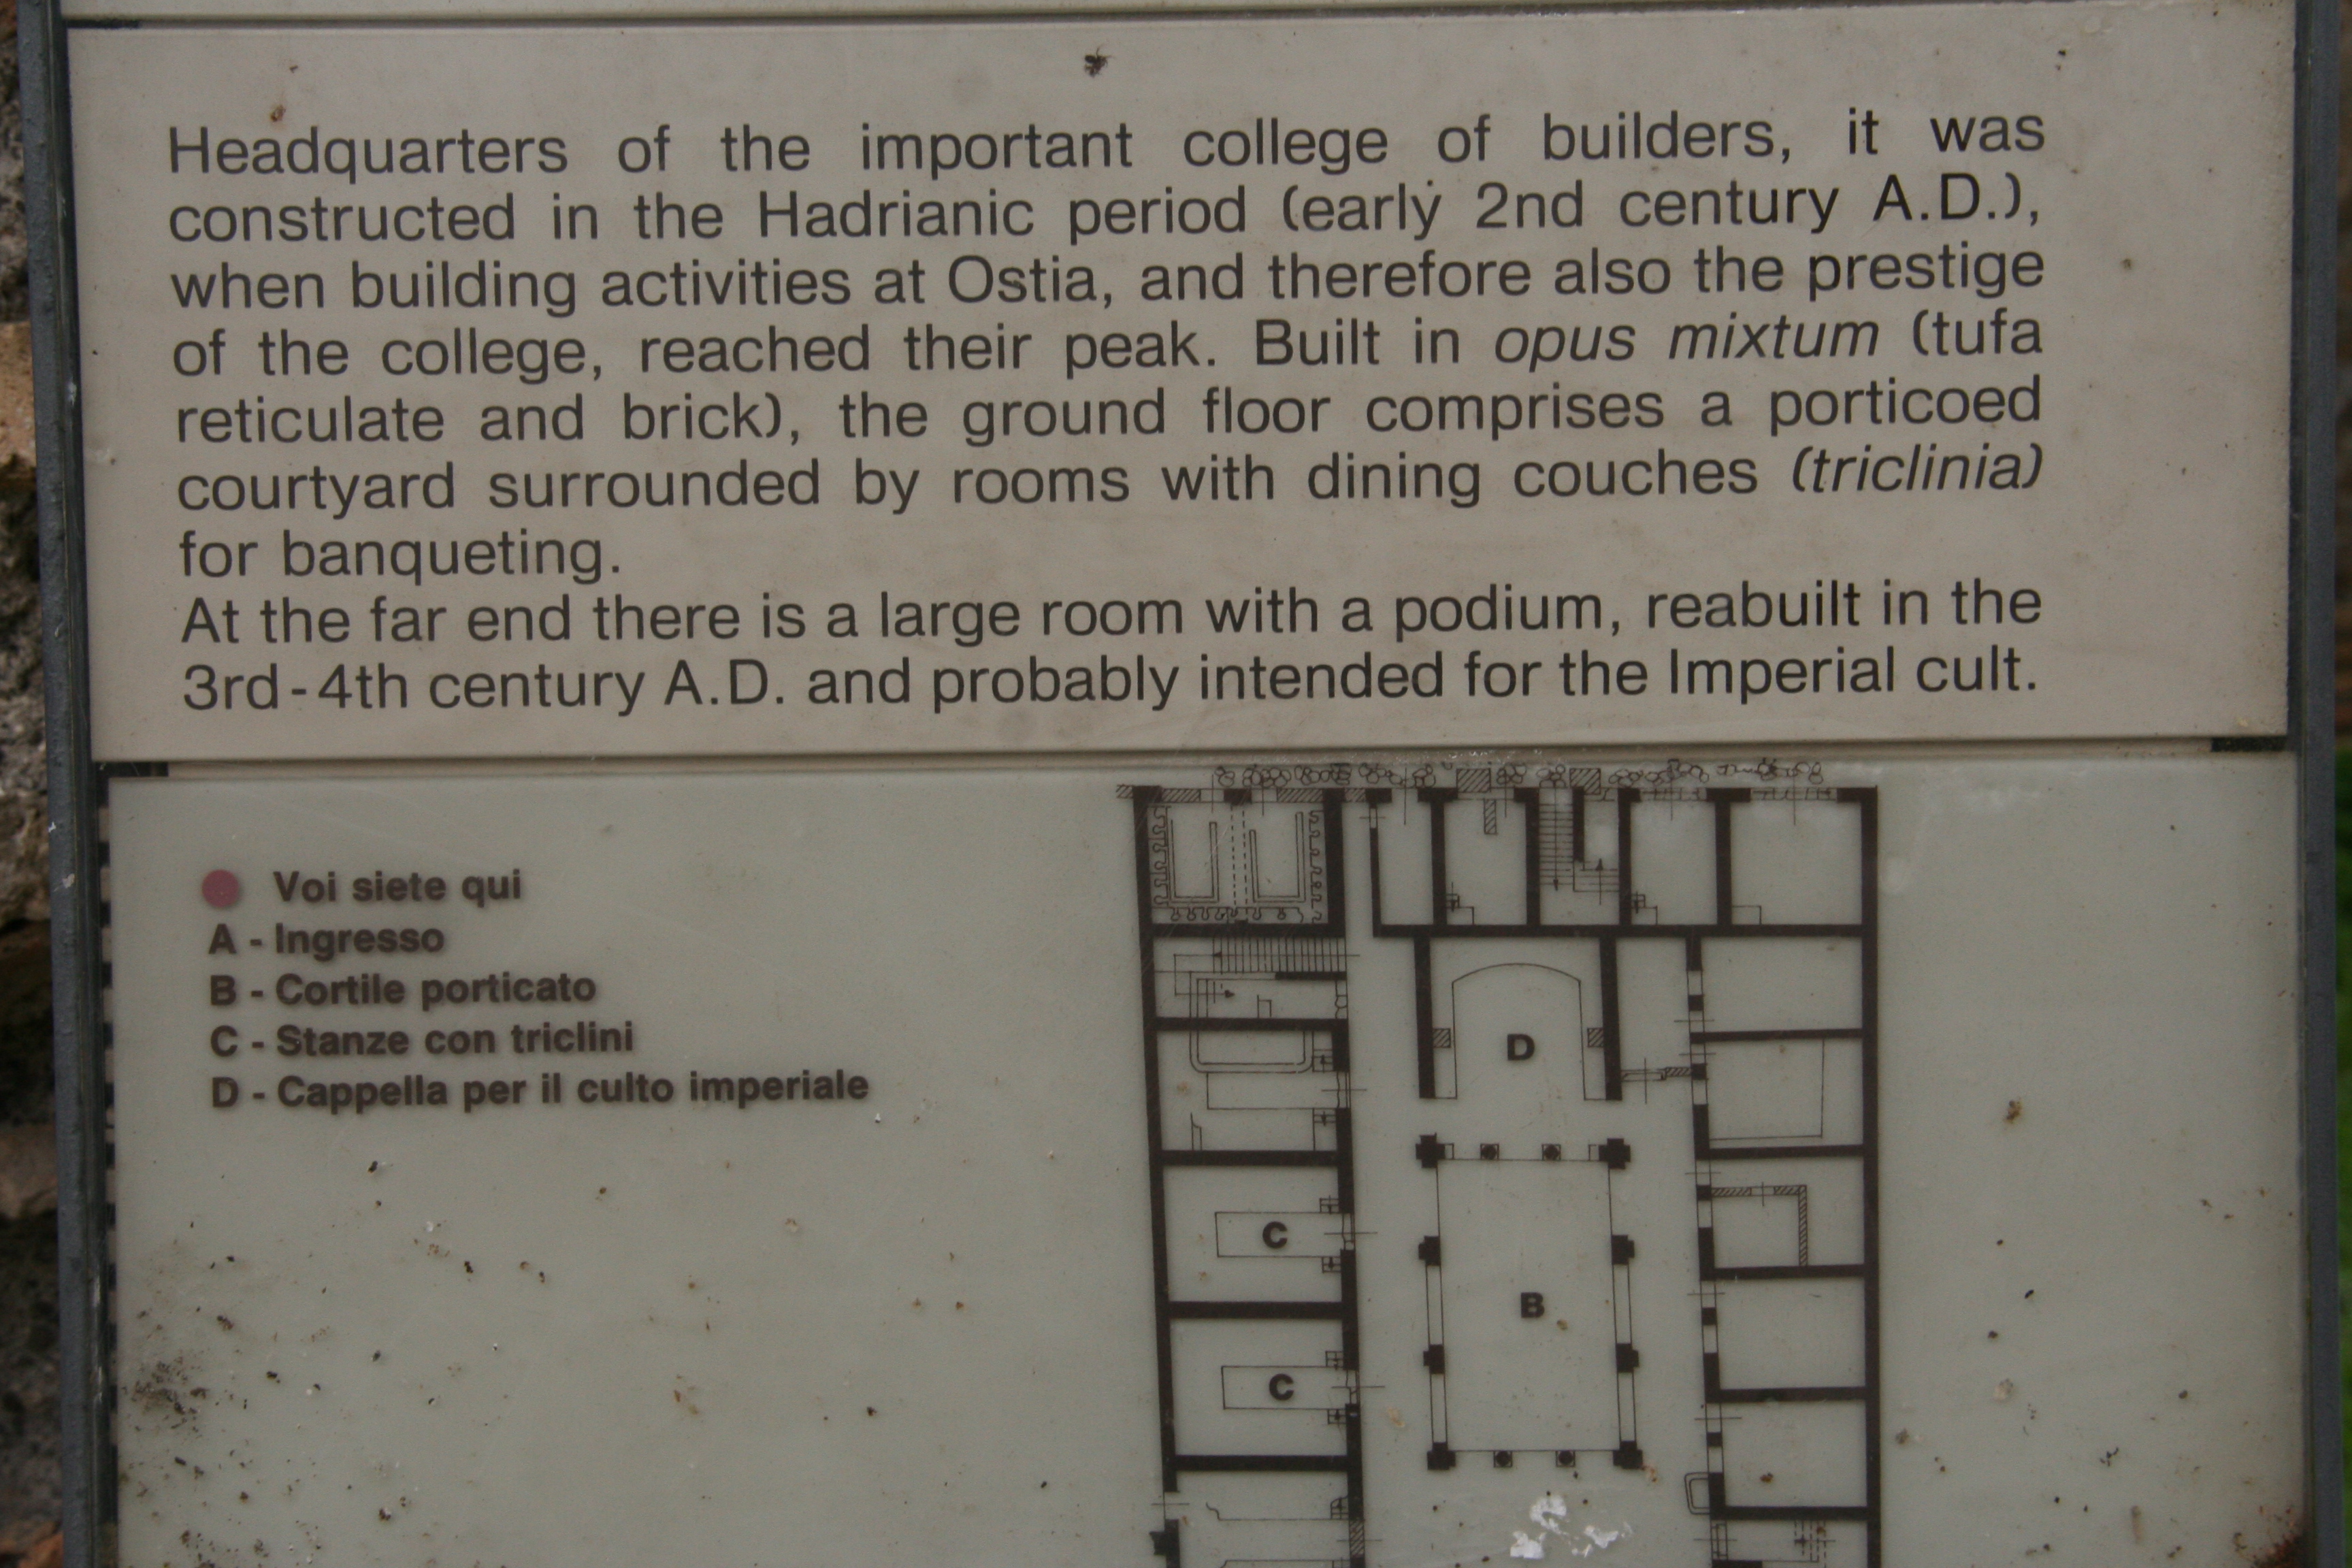 Headquarters of the important college of builders, it was
constructed in the Hadrianic period (early 2nd century A.D.),
when building activities at Ostia, and therefore also the prestige
of the college, reached their peak. Built in opus mixtum (tufa
reticulate and brick), the ground floor comprises a porticoed
courtyard surrounded by rooms with dining couches (triclinia)
for banqueting.
At the far end there is a large room with a podium, reabuilt in the
3rd-4th century A.D. and probably intended for the Imperial cult.
Voi siete qui
A - Ingresso
B - Cortile porticato
C - Stanze con triclini
D - Cappella per il culto imperiale
D
C
B
C